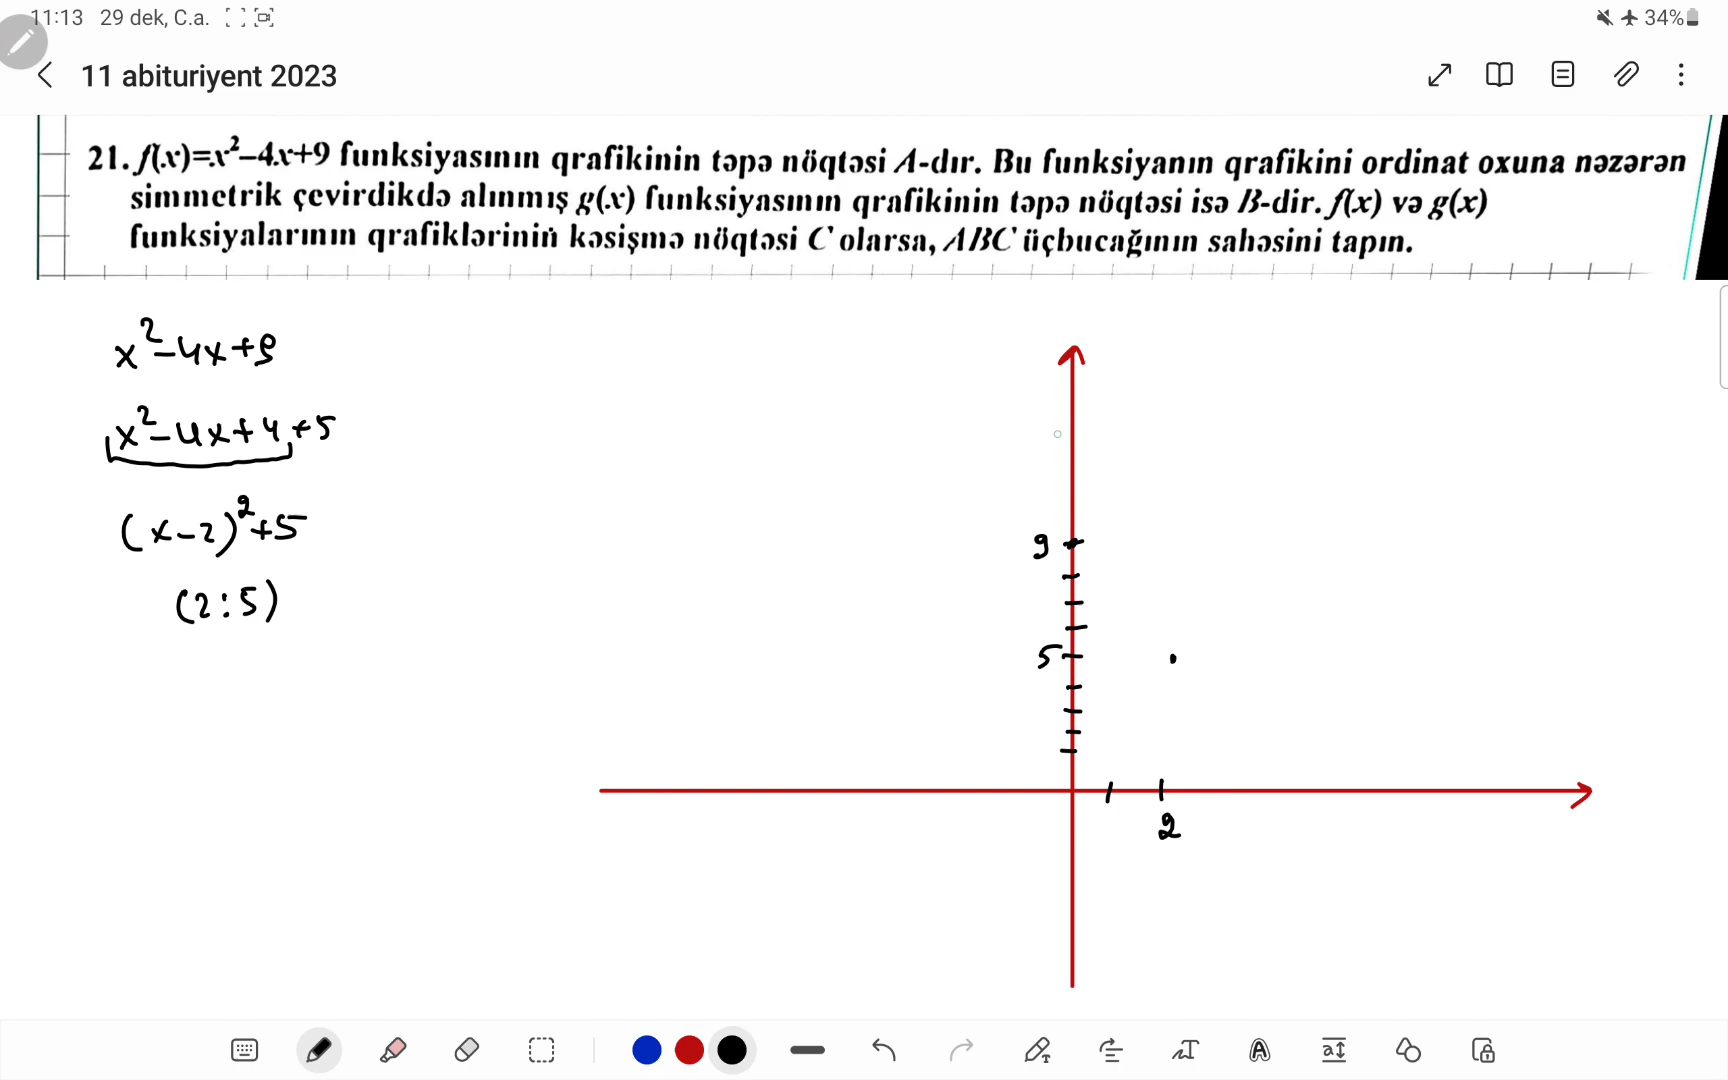 11:13 29 dek, C.a. 34%
11 abituriyent 2023
21. f(x)=x²–4x+9 funksiyasının qrafikinin təpə nöqtəsi A-dır. Bu funksiyanın qrafikini ordinat oxuna nəzərən
simmetrik çevirdikdə alınmış g(x) funksiyasının qrafikinin təpə nöqtəsi isə B-dir. f(x) və g(x)
funksiyalarının qrafiklərinin kəsişmə nöqtəsi C olarsa, ABC üçbucağının sahəsini tapın.
x²-4x+9
x²-4x+4+5
(x-2)²+5
(2:5)
9
5
2